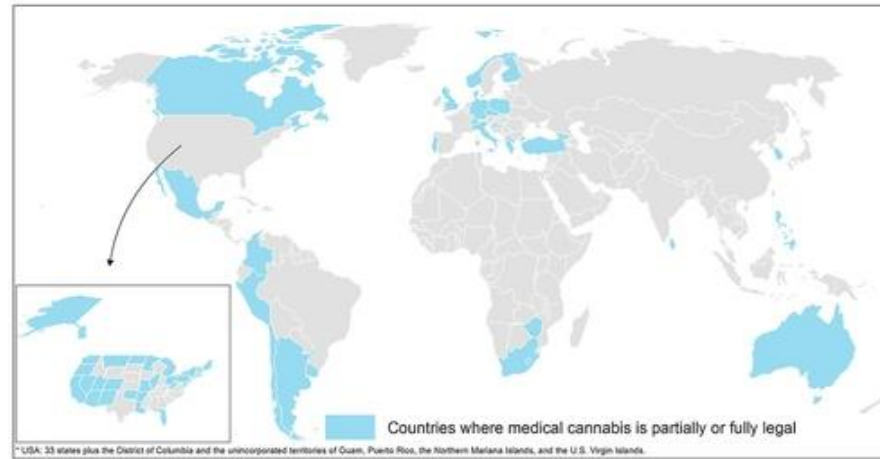 Countries where medical cannabis is partially or fully legal
* USA: 33 states plus the District of Columbia and the unincorporated territories of Guam, Puerto Rico, the Northern Mariana Islands, and the U.S. Virgin Islands.